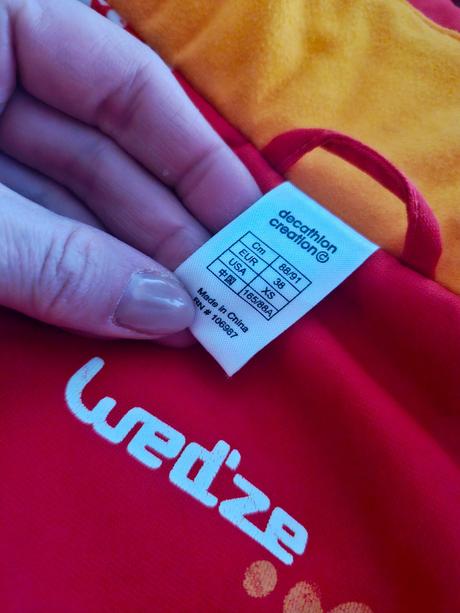 decathlon
creation©
Cm 88/91
EUR 38
USA XS
中国 165/88A
Made in China
RN # 106987
wed'ze